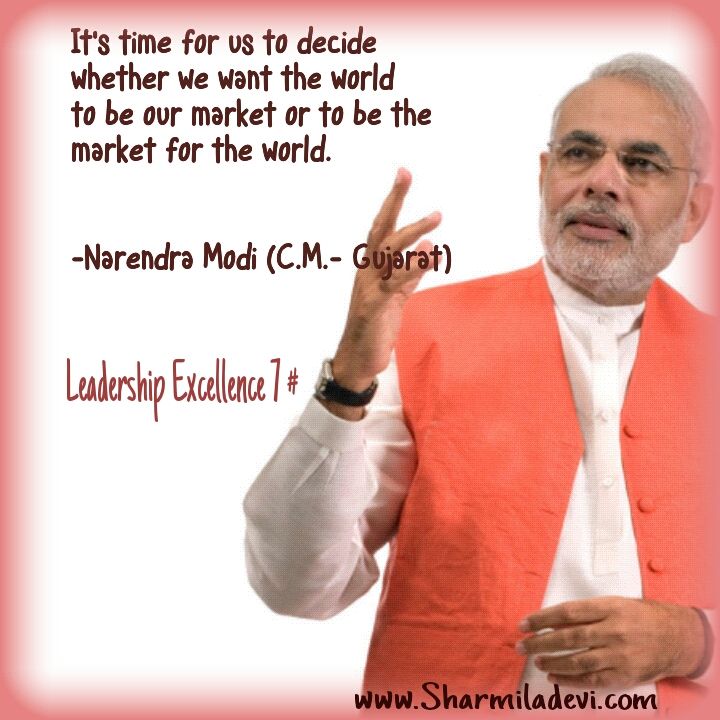 It's time for us to decide
whether we want the world
to be our market or to be the
market for the world.
-Narendra Modi (C.M.- Gujarat)
Leadership Excellence 7 #
www.Sharmiladevi.com